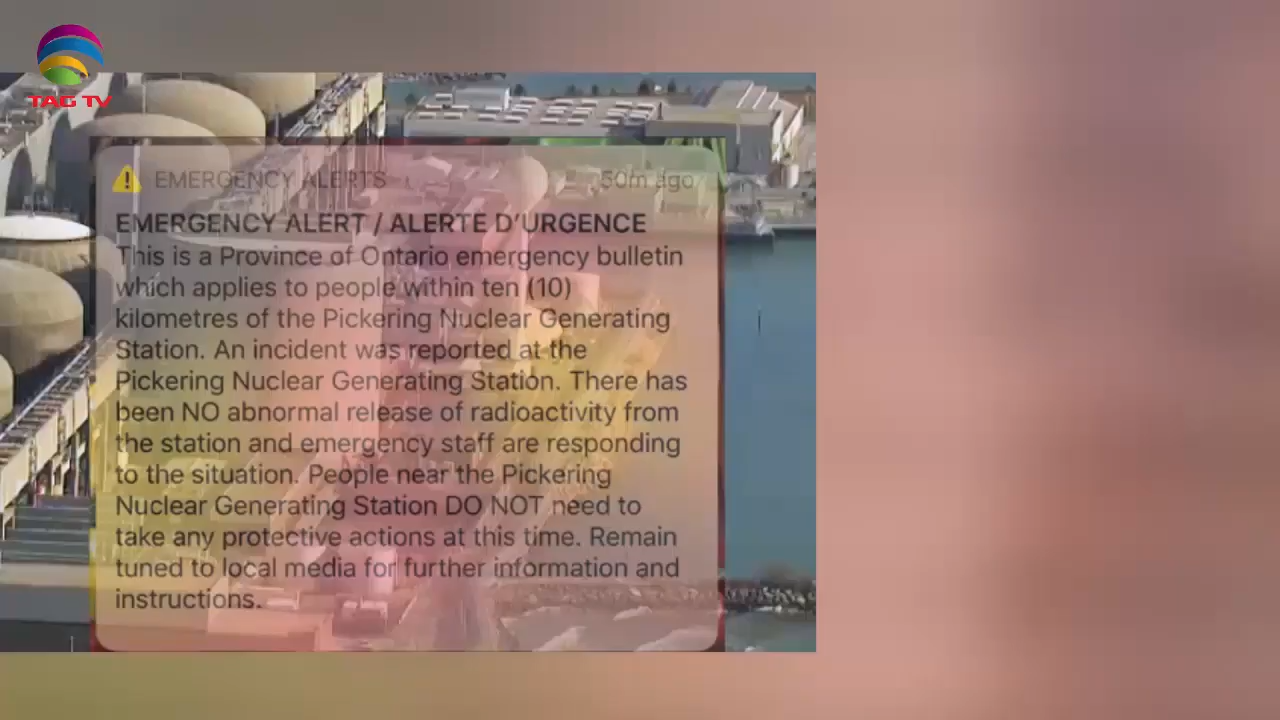 TAG TV
EMERGENCY ALERTS
50m ago
EMERGENCY ALERT / ALERTE D'URGENCE
This is a Province of Ontario emergency bulletin
which applies to people within ten (10)
kilometres of the Pickering Nuclear Generating
Station. An incident was reported at the
Pickering Nuclear Generating Station. There has
been NO abnormal release of radioactivity from
the station and emergency staff are responding
to the situation. People near the Pickering
Nuclear Generating Station DO NOT need to
take any protective actions at this time. Remain
tuned to local media for further information and
instructions.